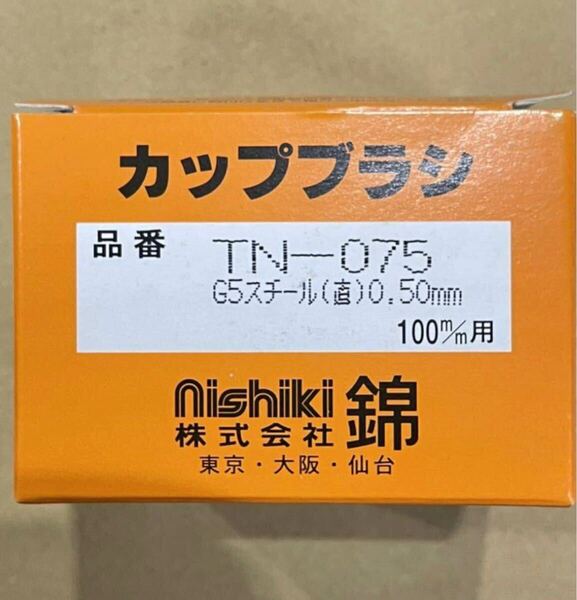 カップブラシ
品番 TN-075
G5スチール(直)0.50mm
100m/m用
nishiki
株式会社 錦
東京・大阪・仙台